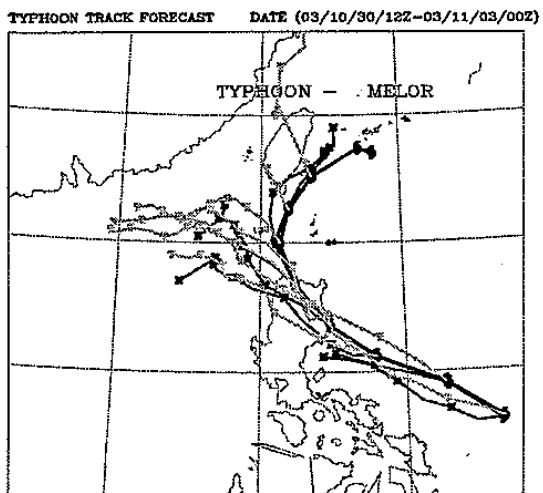 TYPHOON TRACK FORECAST DATE (03/10/30/12Z-03/11/03/00Z)
TYPHOON - MELOR